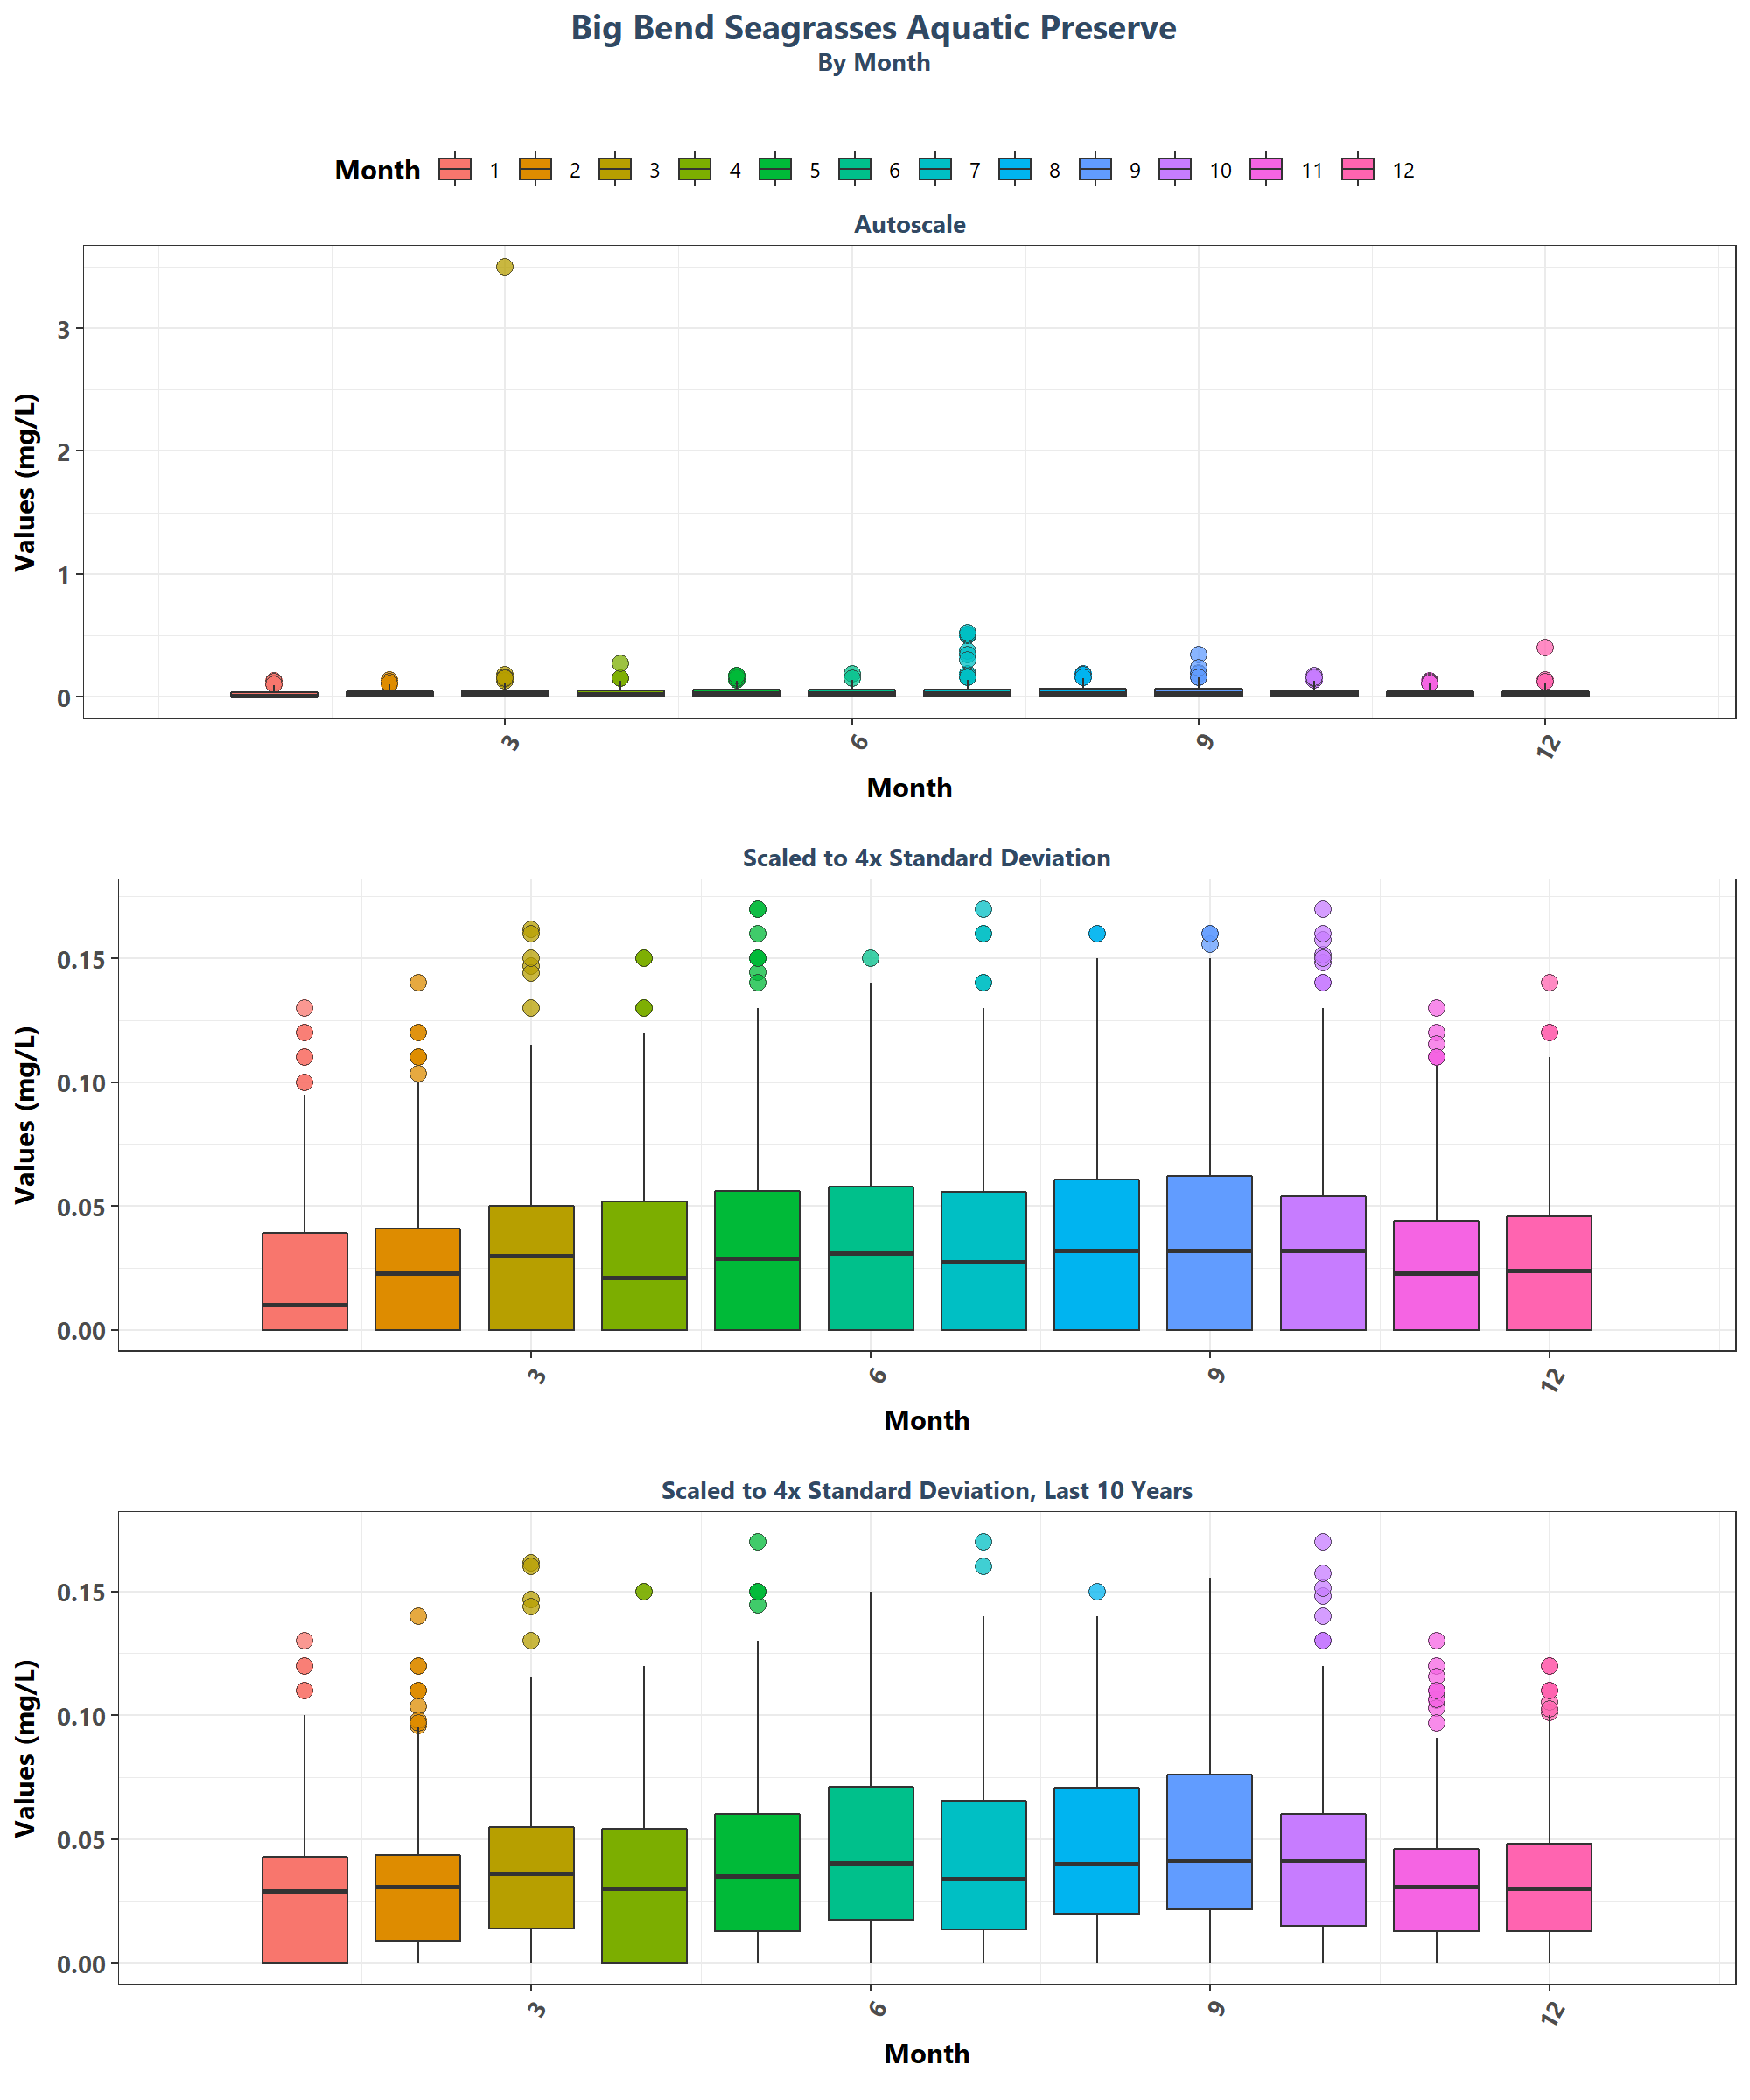 Big Bend Seagrasses Aquatic Preserve
By Month
Month 1 2 3 4 5 6 7 8 9 10 11 12
Autoscale
Values (mg/L)
3
2
1
0
3 6 9 12
Month
Scaled to 4x Standard Deviation
Values (mg/L)
0.15
0.10
0.05
0.00
3 6 9 12
Month
Scaled to 4x Standard Deviation, Last 10 Years
Values (mg/L)
0.15
0.10
0.05
0.00
3 6 9 12
Month